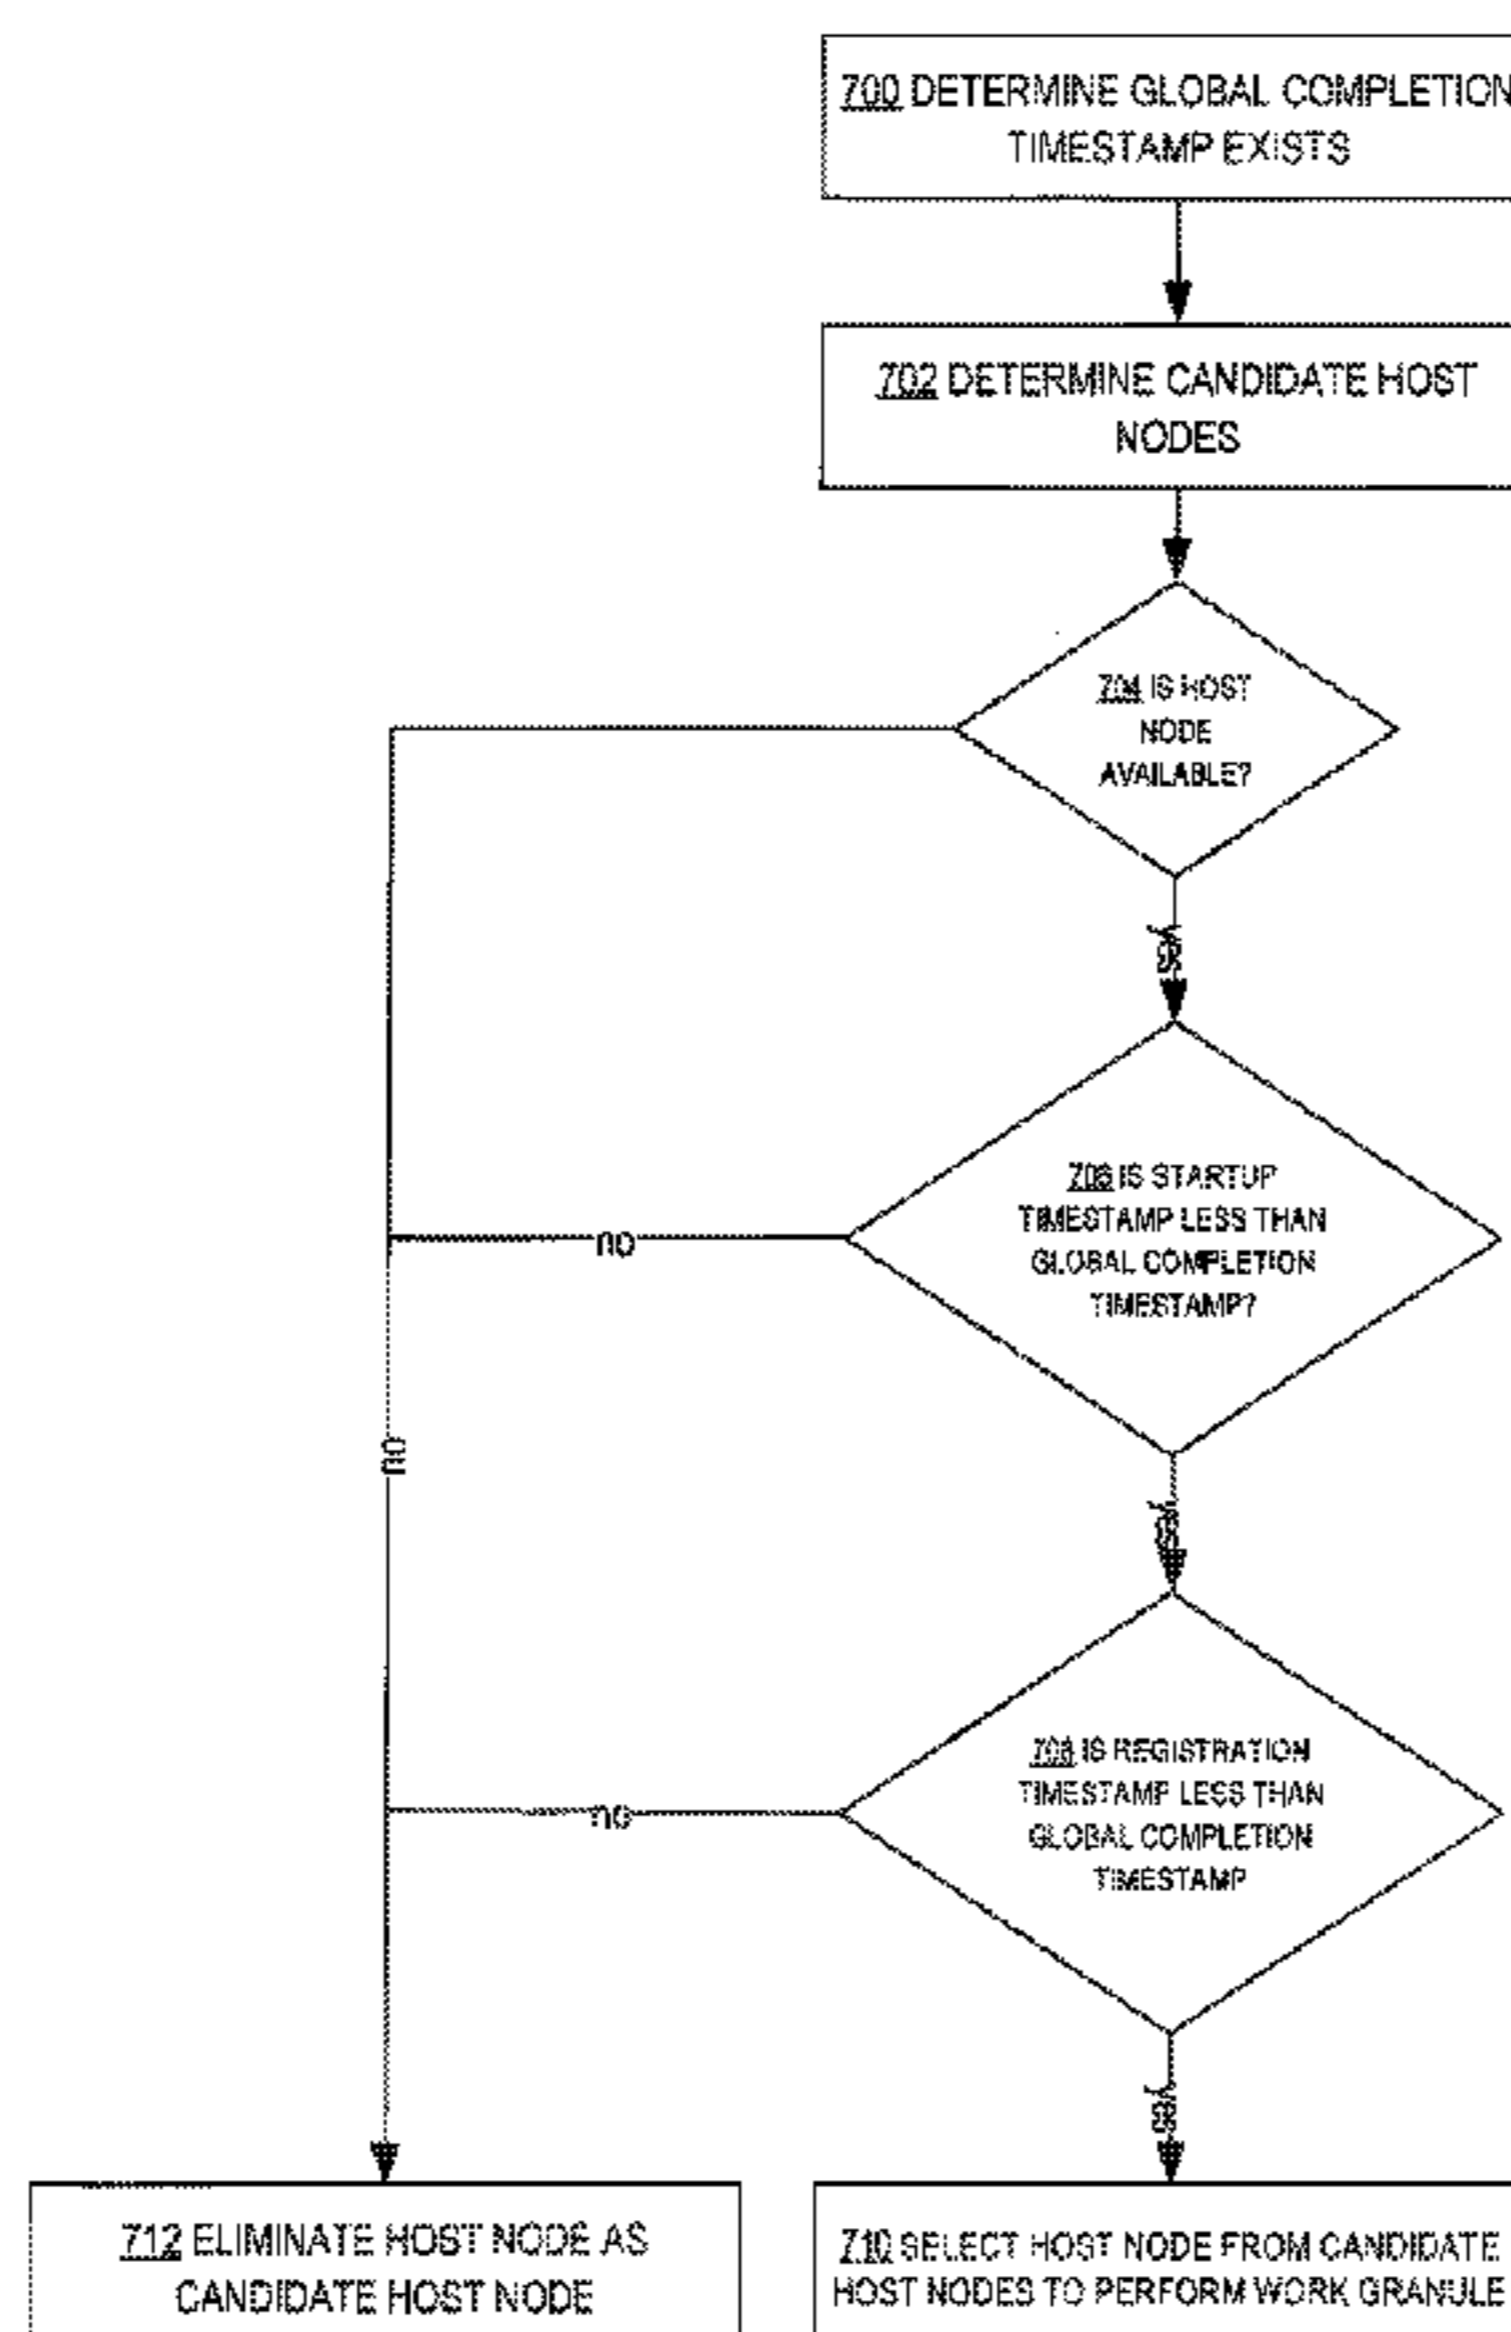 700 DETERMINE GLOBAL COMPLETION
TIMESTAMP EXISTS
702 DETERMINE CANDIDATE HOST
NODES
704 IS HOST
NODE
AVAILABLE?
yes
706 IS STARTUP
TIMESTAMP LESS THAN
GLOBAL COMPLETION
TIMESTAMP?
no
no
yes
708 IS REGISTRATION
TIMESTAMP LESS THAN
GLOBAL COMPLETION
TIMESTAMP
no
yes
712 ELIMINATE HOST NODE AS
CANDIDATE HOST NODE
710 SELECT HOST NODE FROM CANDIDATE
HOST NODES TO PERFORM WORK GRANULE